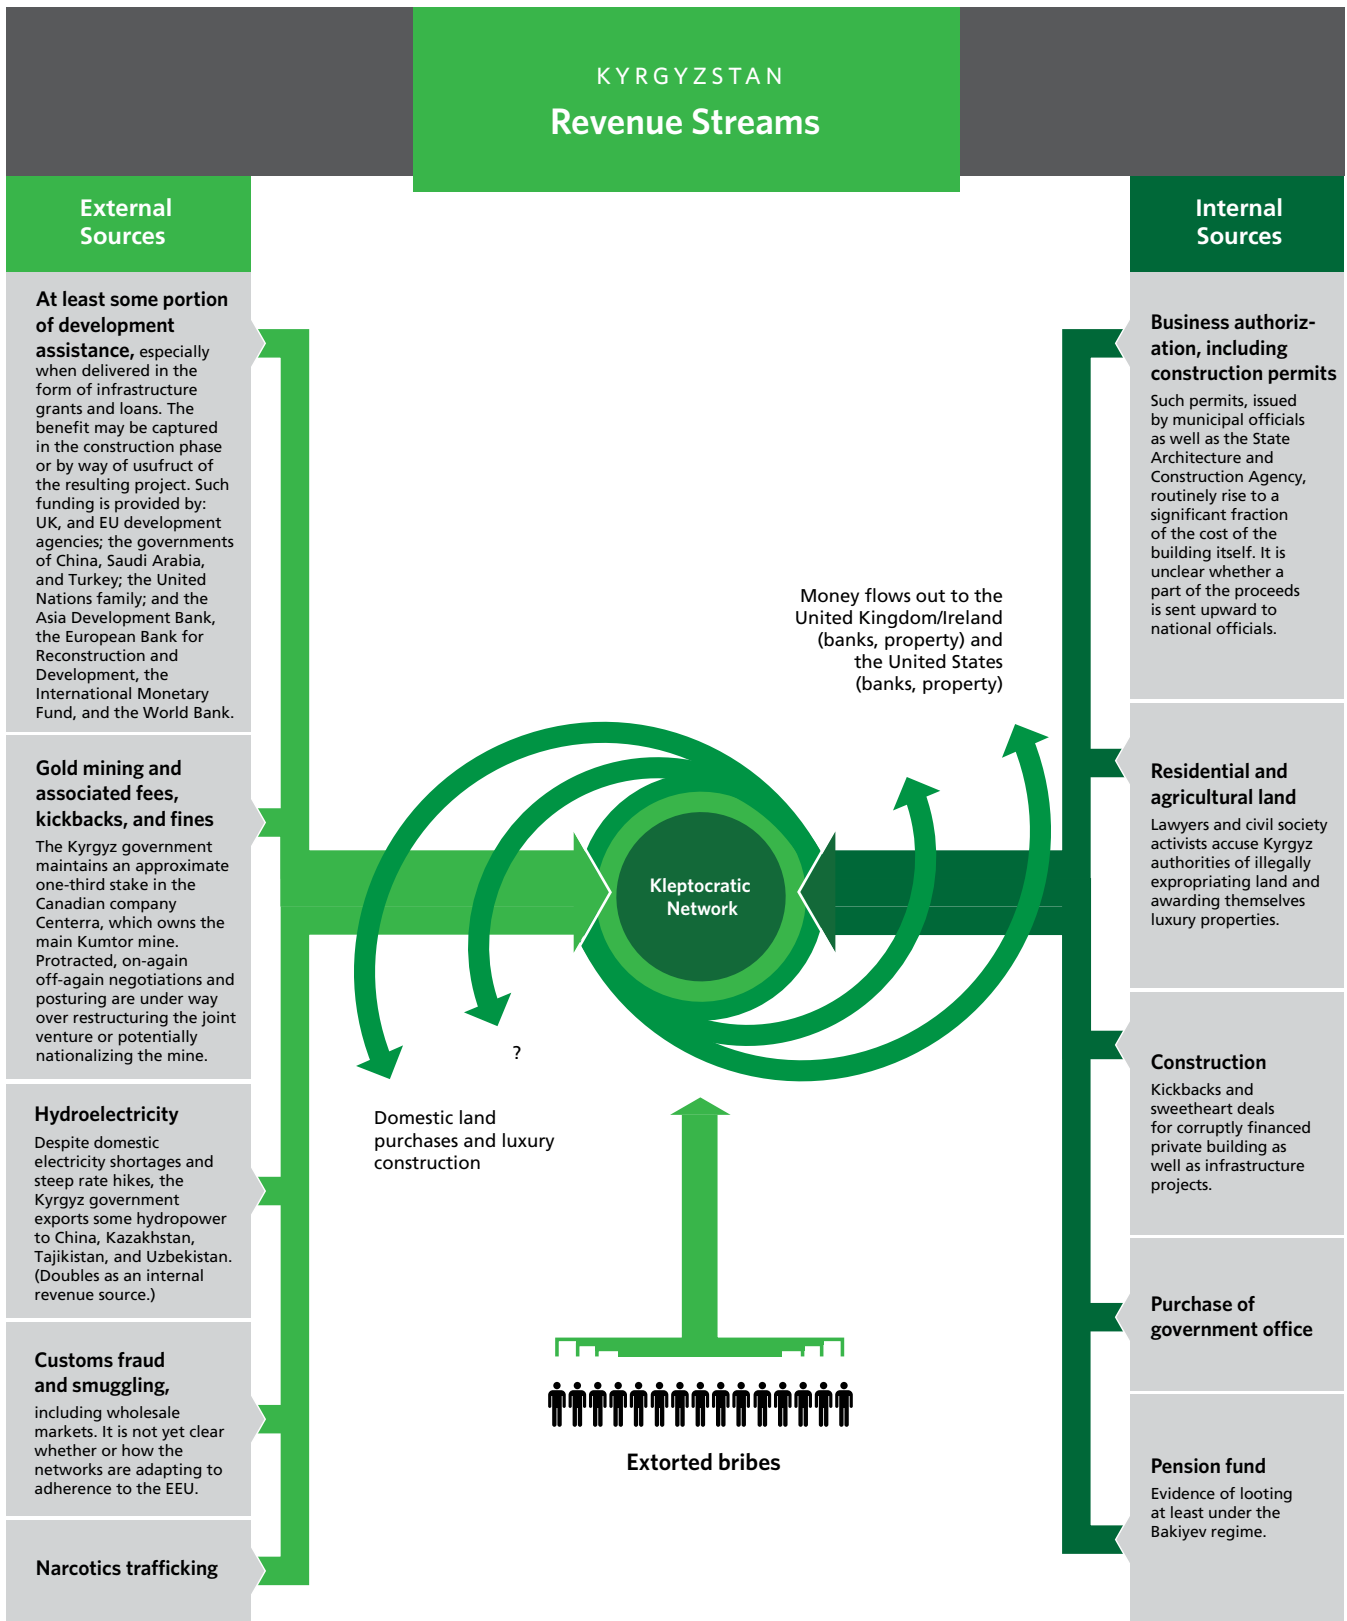 KYRGYZSTAN
Revenue Streams
External
Sources
At least some portion
of development
assistance, especially
when delivered in the
form of infrastructure
grants and loans. The
benefit may be captured
in the construction phase
or by way of usufruct of
the resulting project. Such
funding is provided by:
UK, and EU development
agencies; the governments
of China, Saudi Arabia,
and Turkey; the United
Nations family; and the
Asia Development Bank,
the European Bank for
Reconstruction and
Development, the
International Monetary
Fund, and the World Bank.
Gold mining and
associated fees,
kickbacks, and fines
The Kyrgyz government
maintains an approximate
one-third stake in the
Canadian company
Centerra, which owns the
main Kumtor mine.
Protracted, on-again
off-again negotiations and
posturing are under way
over restructuring the joint
venture or potentially
nationalizing the mine.
Hydroelectricity
Despite domestic
electricity shortages and
steep rate hikes, the
Kyrgyz government
exports some hydropower
to China, Kazakhstan,
Tajikistan, and Uzbekistan.
(Doubles as an internal
revenue source.)
Customs fraud
and smuggling,
including wholesale
markets. It is not yet clear
whether or how the
networks are adapting to
adherence to the EEU.
Narcotics trafficking
Money flows out to the
United Kingdom/Ireland
(banks, property) and
the United States
(banks, property)
Kleptocratic
Network
?
Domestic land
purchases and luxury
construction
Extorted bribes
Internal
Sources
Business authoriz-
ation, including
construction permits
Such permits, issued
by municipal officials
as well as the State
Architecture and
Construction Agency,
routinely rise to a
significant fraction
of the cost of the
building itself. It is
unclear whether a
part of the proceeds
is sent upward to
national officials.
Residential and
agricultural land
Lawyers and civil society
activists accuse Kyrgyz
authorities of illegally
expropriating land and
awarding themselves
luxury properties.
Construction
Kickbacks and
sweetheart deals
for corruptly financed
private building as
well as infrastructure
projects.
Purchase of
government office
Pension fund
Evidence of looting
at least under the
Bakiyev regime.